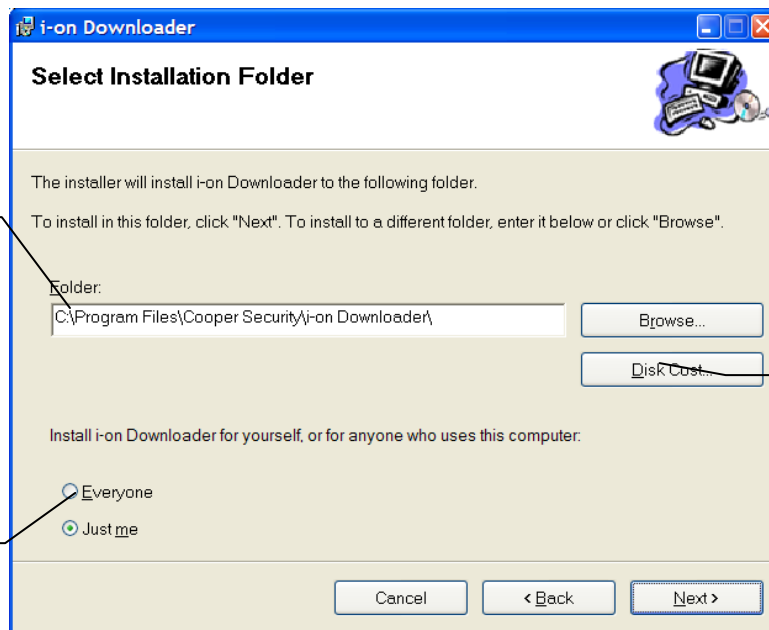 i-on Downloader
Select Installation Folder
The installer will install i-on Downloader to the following folder.
To install in this folder, click "Next". To install to a different folder, enter it below or click "Browse".
Folder:
C:\Program Files\Cooper Security\i-on Downloader\
Browse...
Disk Cost...
Install i-on Downloader for yourself, or for anyone who uses this computer:
Everyone
Just me
Cancel
< Back
Next >